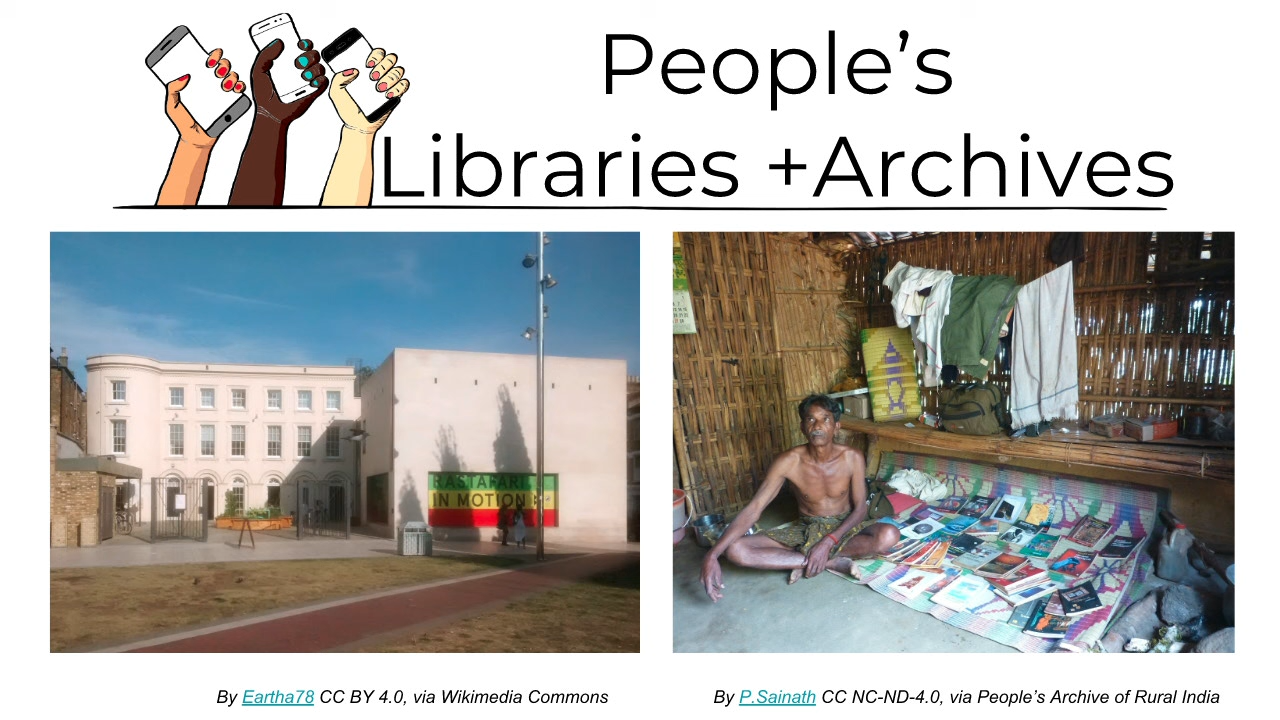 People’s
Libraries +Archives
RASTAFARI
IN MOTION
By Eartha78 CC BY 4.0, via Wikimedia Commons
By P.Sainath CC NC-ND-4.0, via People’s Archive of Rural India